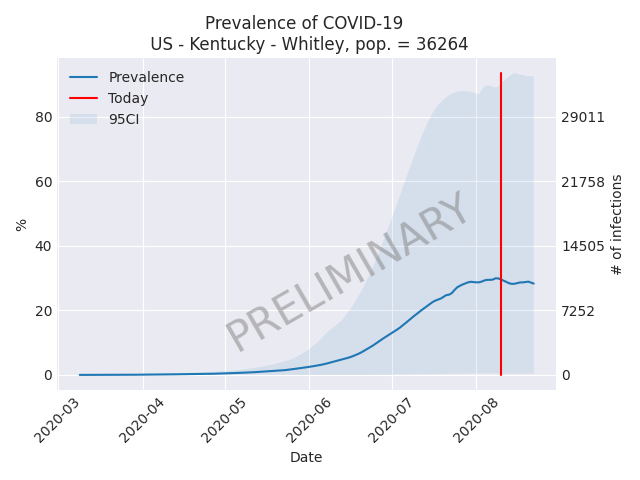 Prevalence of COVID-19
US - Kentucky - Whitley, pop. = 36264
Prevalence
Today
95CI
80
60
40
20
0
%
29011
21758
14505
7252
0
# of infections
PRELIMINARY
2020-03
2020-04
2020-05
2020-06
2020-07
2020-08
Date